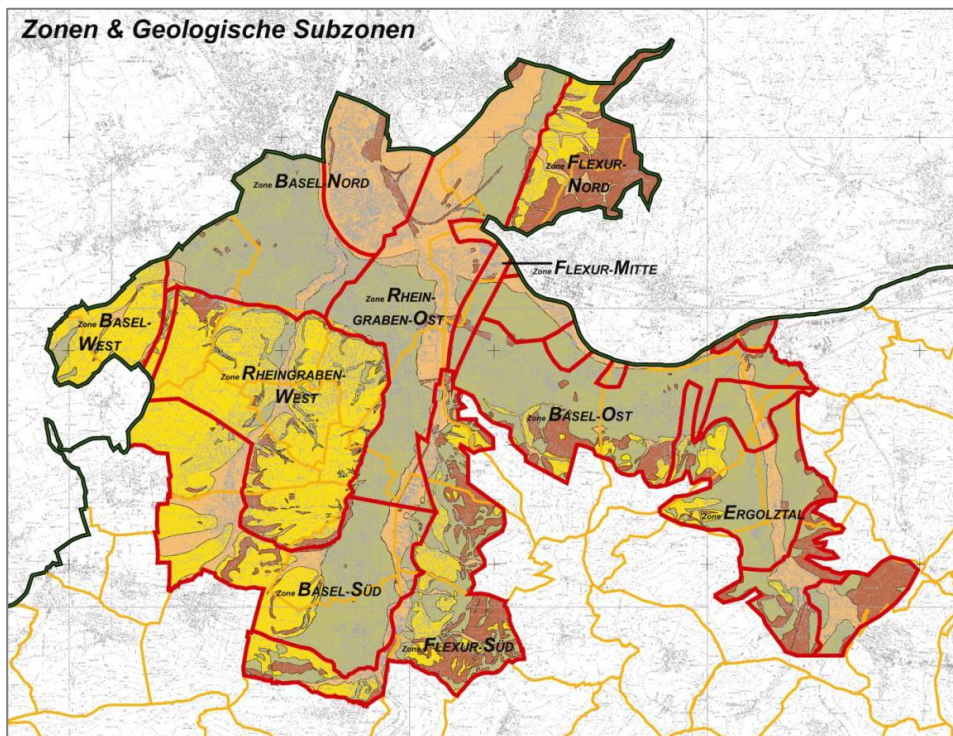 Zonen & Geologische Subzonen
Zone FLEXUR-
NORD
Zone BASEL-NORD
Zone FLEXUR-MITTE
Zone RHEIN-
GRABEN-OST
Zone BASEL-
WEST
Zone RHEINGRABEN-
WEST
Zone BASEL-OST
Zone ERGOLZTAL
Zone BASEL-SÜD
Zone FLEXUR-SÜD